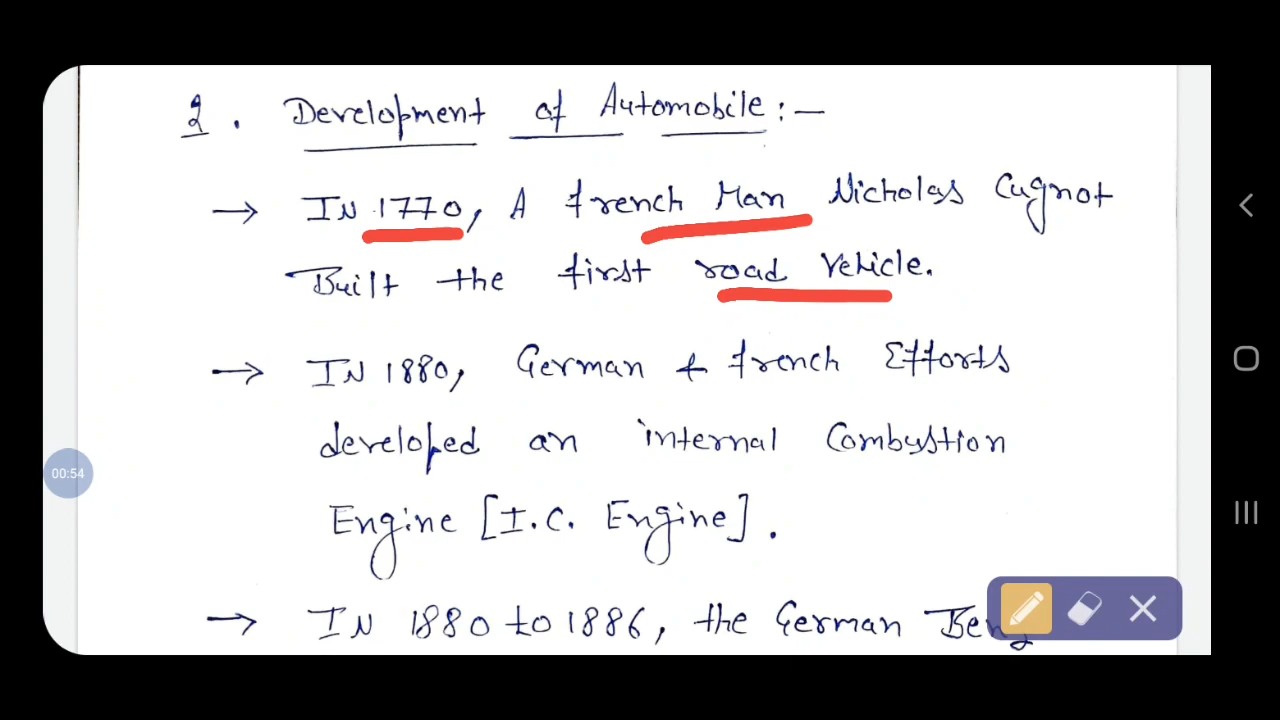 2. Development of Automobile:-
→ IN 1770, A french Man Nicholas Cugnot
Built the first road Vehicle.
→ IN 1880, German & french Efforts
developed an internal Combustion
Engine [I.C. Engine].
00:54
→ IN 1880 to 1886, the German